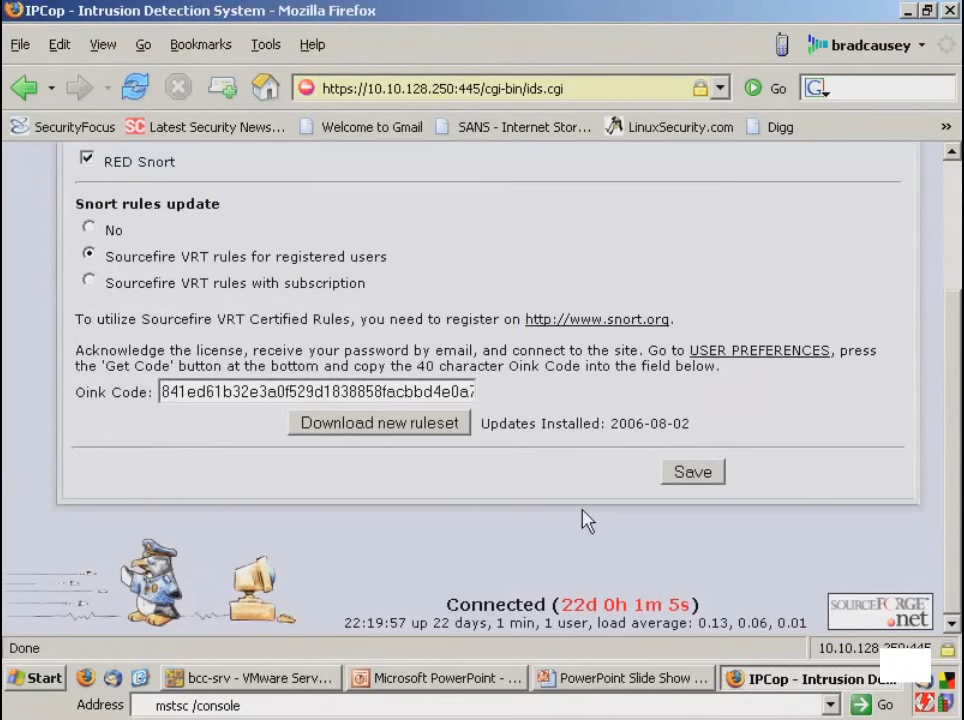 IPCop - Intrusion Detection System - Mozilla Firefox
File Edit View Go Bookmarks Tools Help
bradcausey
https://10.10.128.250:445/cgi-bin/ids.cgi
Go
G
SecurityFocus
SC Latest Security News...
Welcome to Gmail
SANS - Internet Stor...
LinuxSecurity.com
Digg
»
RED Snort
Snort rules update
No
Sourcefire VRT rules for registered users
Sourcefire VRT rules with subscription
To utilize Sourcefire VRT Certified Rules, you need to register on http://www.snort.org.
Acknowledge the license, receive your password by email, and connect to the site. Go to USER PREFERENCES, press
the 'Get Code' button at the bottom and copy the 40 character Oink Code into the field below.
Oink Code: 841ed61b32e3a0f529d1838858facbbd4e0a7
Download new ruleset Updates Installed: 2006-08-02
Save
Connected (22d 0h 1m 5s)
22:19:57 up 22 days, 1 min, 1 user, load average: 0.13, 0.06, 0.01
SOURCEFORGE
.net
Done
Start
bcc-srv - VMware Serv...
Microsoft PowerPoint - ...
PowerPoint Slide Show ...
IPCop - Intrusion De...
Address mstsc /console
Go